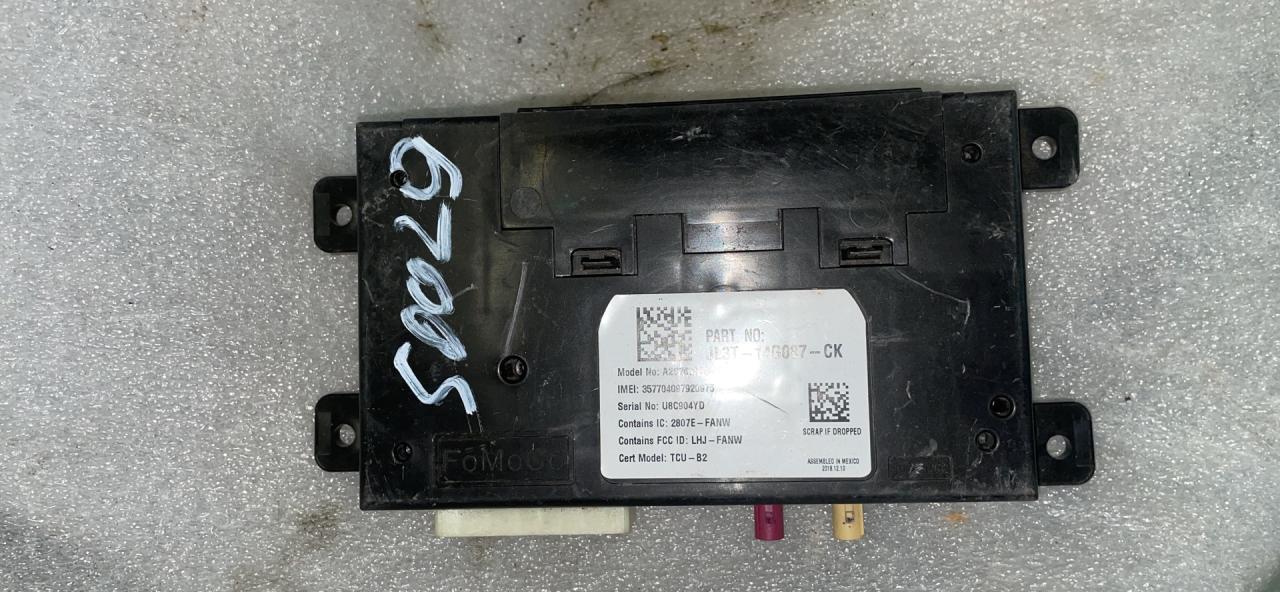 50029
PART NO:
JL3T-14G087-CK
Model No:
IMEI:
Serial No: U8C904YD
Contains IC: 2807E-FANW
Contains FCC ID: LHJ-FANW
Cert Model: TCU-B2
SCRAP IF DROPPED
ASSEMBLED IN MEXICO
2018.12.10
FoMoCo